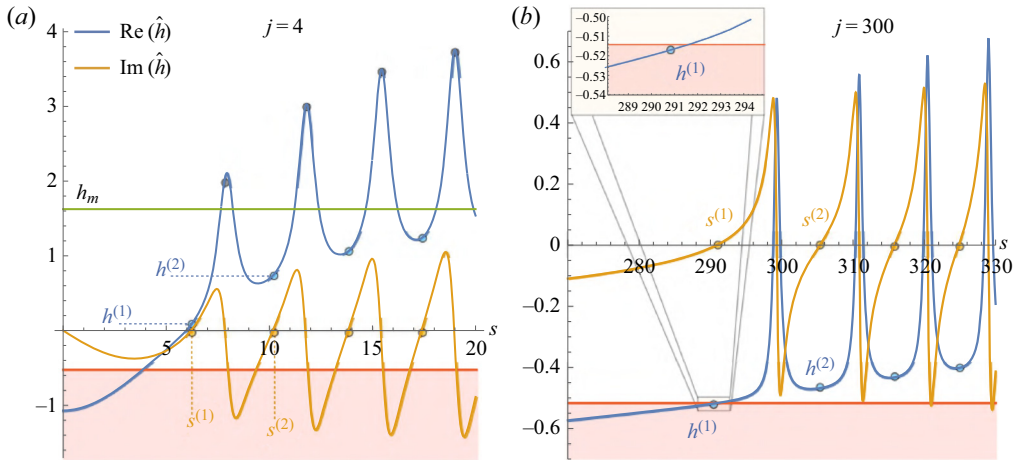 (a)
j = 4
Re (ĥ)
Im (ĥ)
4
3
2
1
−1
h_m
h^(2)
h^(1)
5
10
15
20
s
s^(1)
s^(2)
(b)
j = 300
−0.50
−0.51
−0.52
−0.53
−0.54
289 290 291 292 293 294
h^(1)
0.6
0.4
0.2
0
−0.2
−0.4
−0.6
s^(1)
s^(2)
s
280
290
300
310
320
330
h^(2)
h^(1)